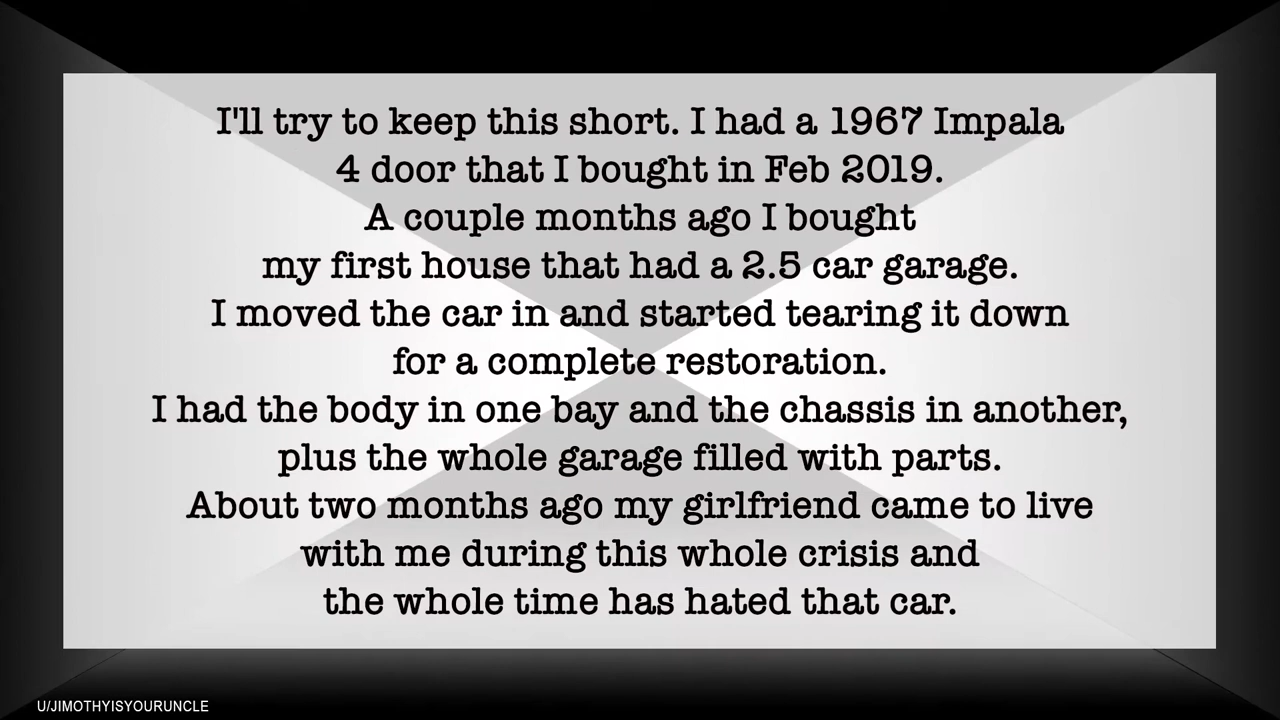 I'll try to keep this short. I had a 1967 Impala
4 door that I bought in Feb 2019.
A couple months ago I bought
my first house that had a 2.5 car garage.
I moved the car in and started tearing it down
for a complete restoration.
I had the body in one bay and the chassis in another,
plus the whole garage filled with parts.
About two months ago my girlfriend came to live
with me during this whole crisis and
the whole time has hated that car.
U/JIMOTHYISYOURUNCLE